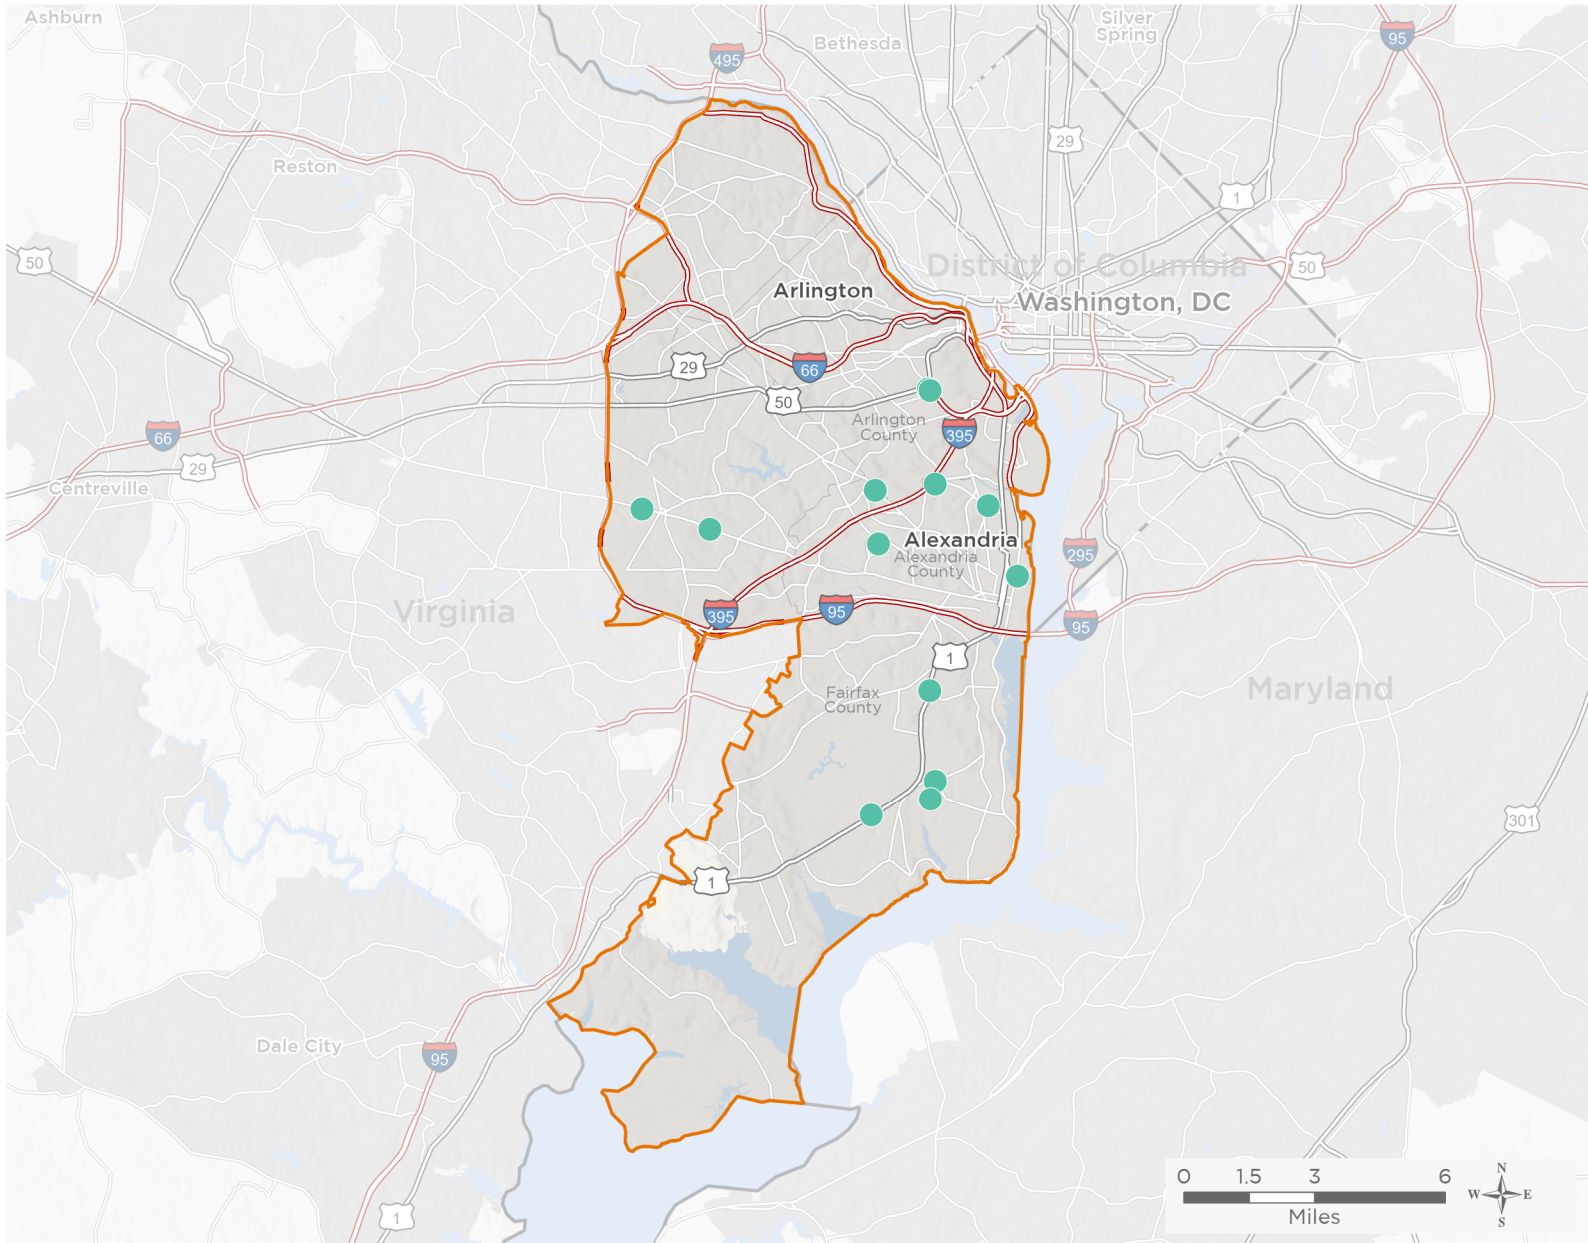 Ashburn
Silver
Spring
95
Bethesda
495
29
Reston
1
50
District of Columbia
50
Arlington
Washington, DC
29
66
50
Arlington
County
395
66
29
Centreville
Alexandria
Alexandria
County
295
Virginia
395
95
95
1
Fairfax
County
Maryland
301
1
Dale City
95
1
0 1.5 3 6
Miles
N
W E
S